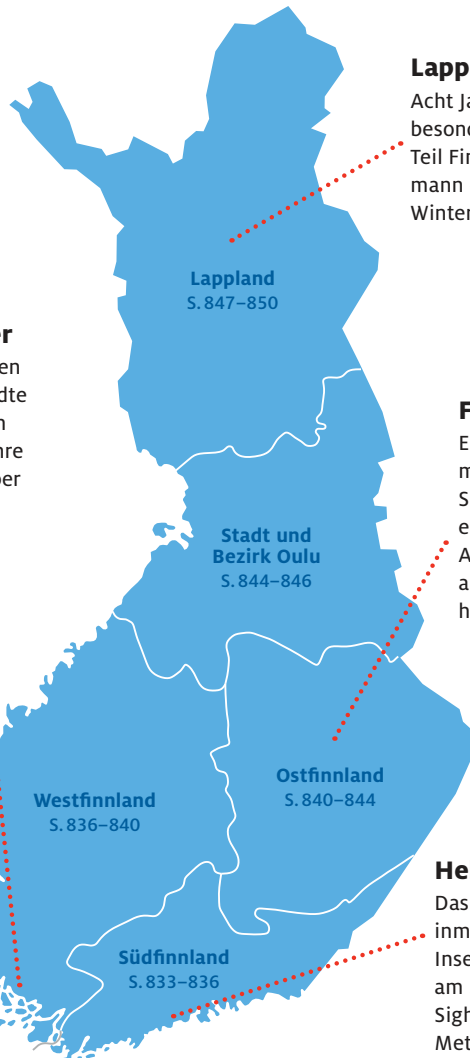 Lapp
Acht Ja
besond
Teil Fin
mann
Winter
Lappland
S. 847–850
er
en
dte
n
hre
ber
F
E
m
S
e
A
a
h
Stadt und
Bezirk Oulu
S. 844–846
Ostfinnland
S. 840–844
Westfinnland
S. 836–840
He
Das
inm
Inse
am
Sigh
Met
Südfinnland
S. 833–836